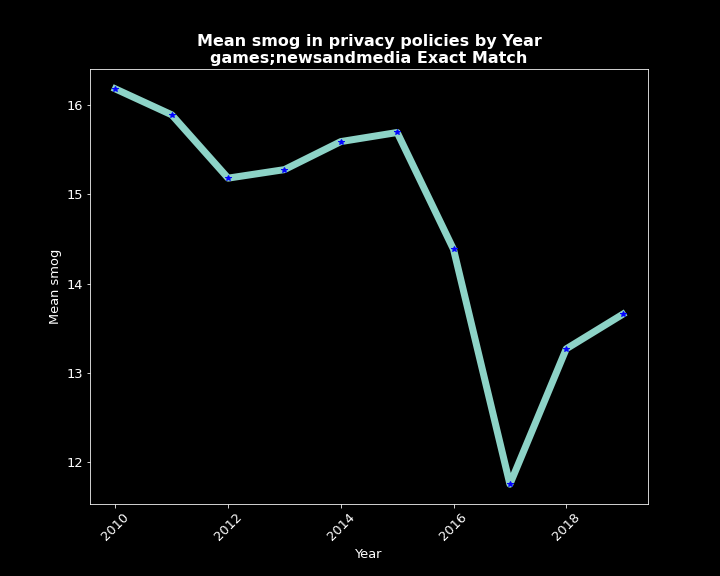 Mean smog in privacy policies by Year
games;newsandmedia Exact Match
16
15
14
13
12
Mean smog
2010
2012
2014
2016
2018
Year